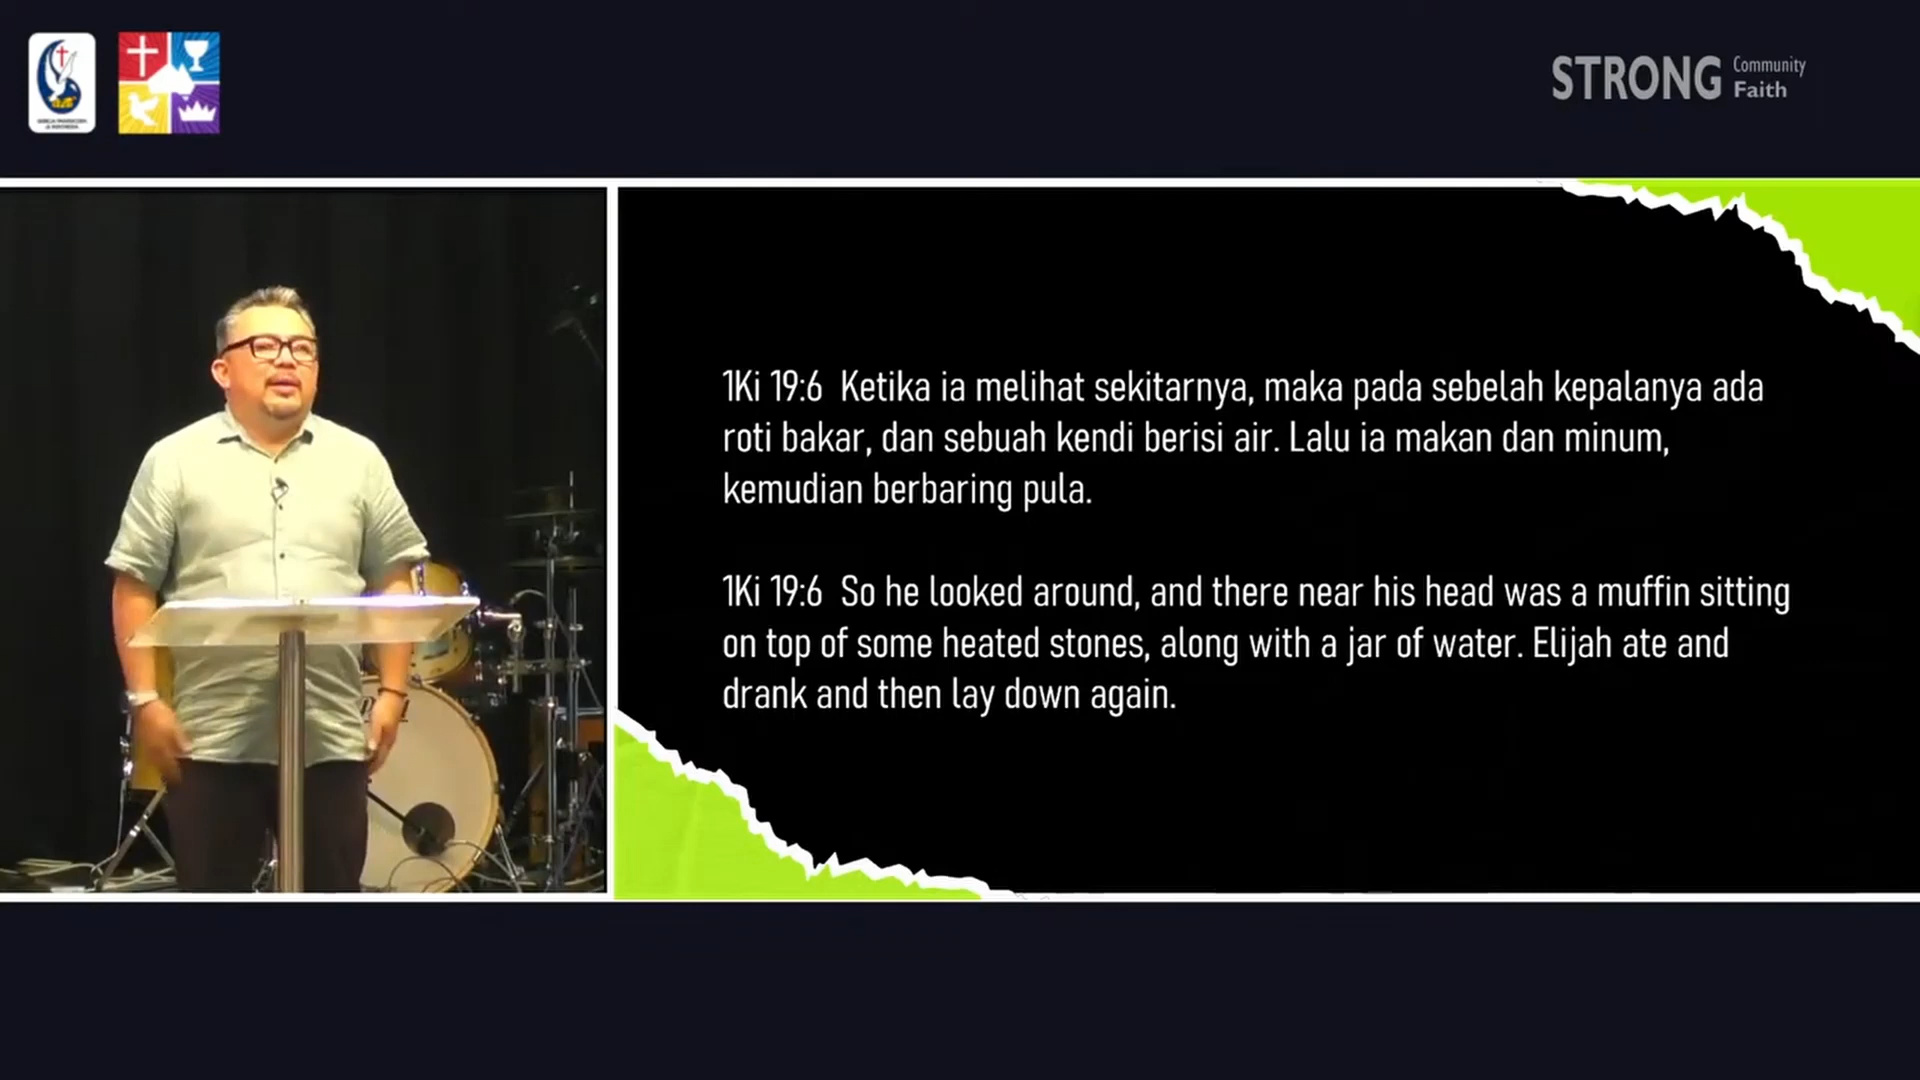 STRONG Community
Faith
1Ki 19:6 Ketika ia melihat sekitarnya, maka pada sebelah kepalanya ada
roti bakar, dan sebuah kendi berisi air. Lalu ia makan dan minum,
kemudian berbaring pula.
1Ki 19:6 So he looked around, and there near his head was a muffin sitting
on top of some heated stones, along with a jar of water. Elijah ate and
drank and then lay down again.